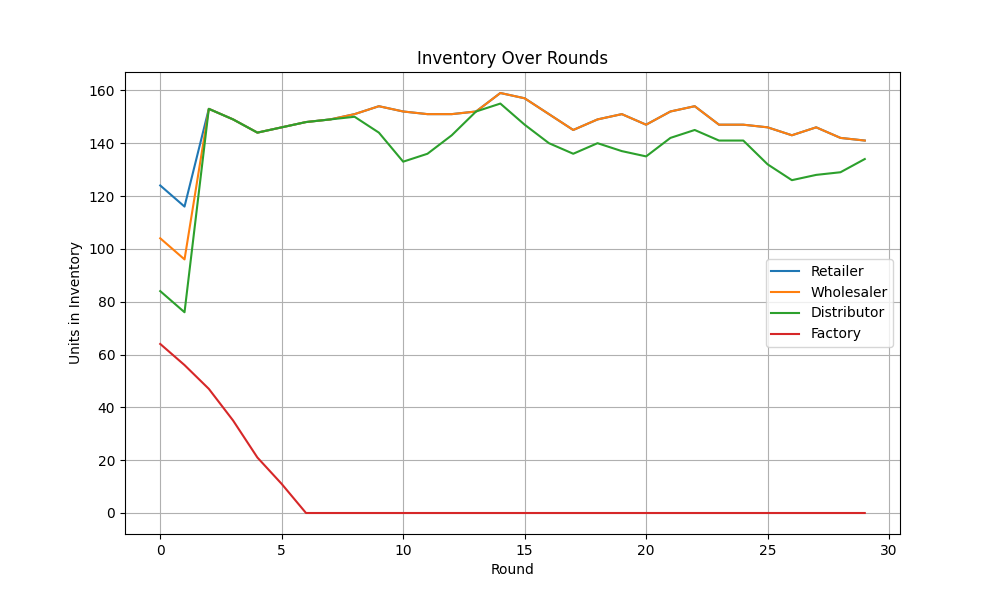 Inventory Over Rounds
Units in Inventory
160
140
120
100
80
60
40
20
0
Retailer
Wholesaler
Distributor
Factory
0 5 10 15 20 25 30
Round